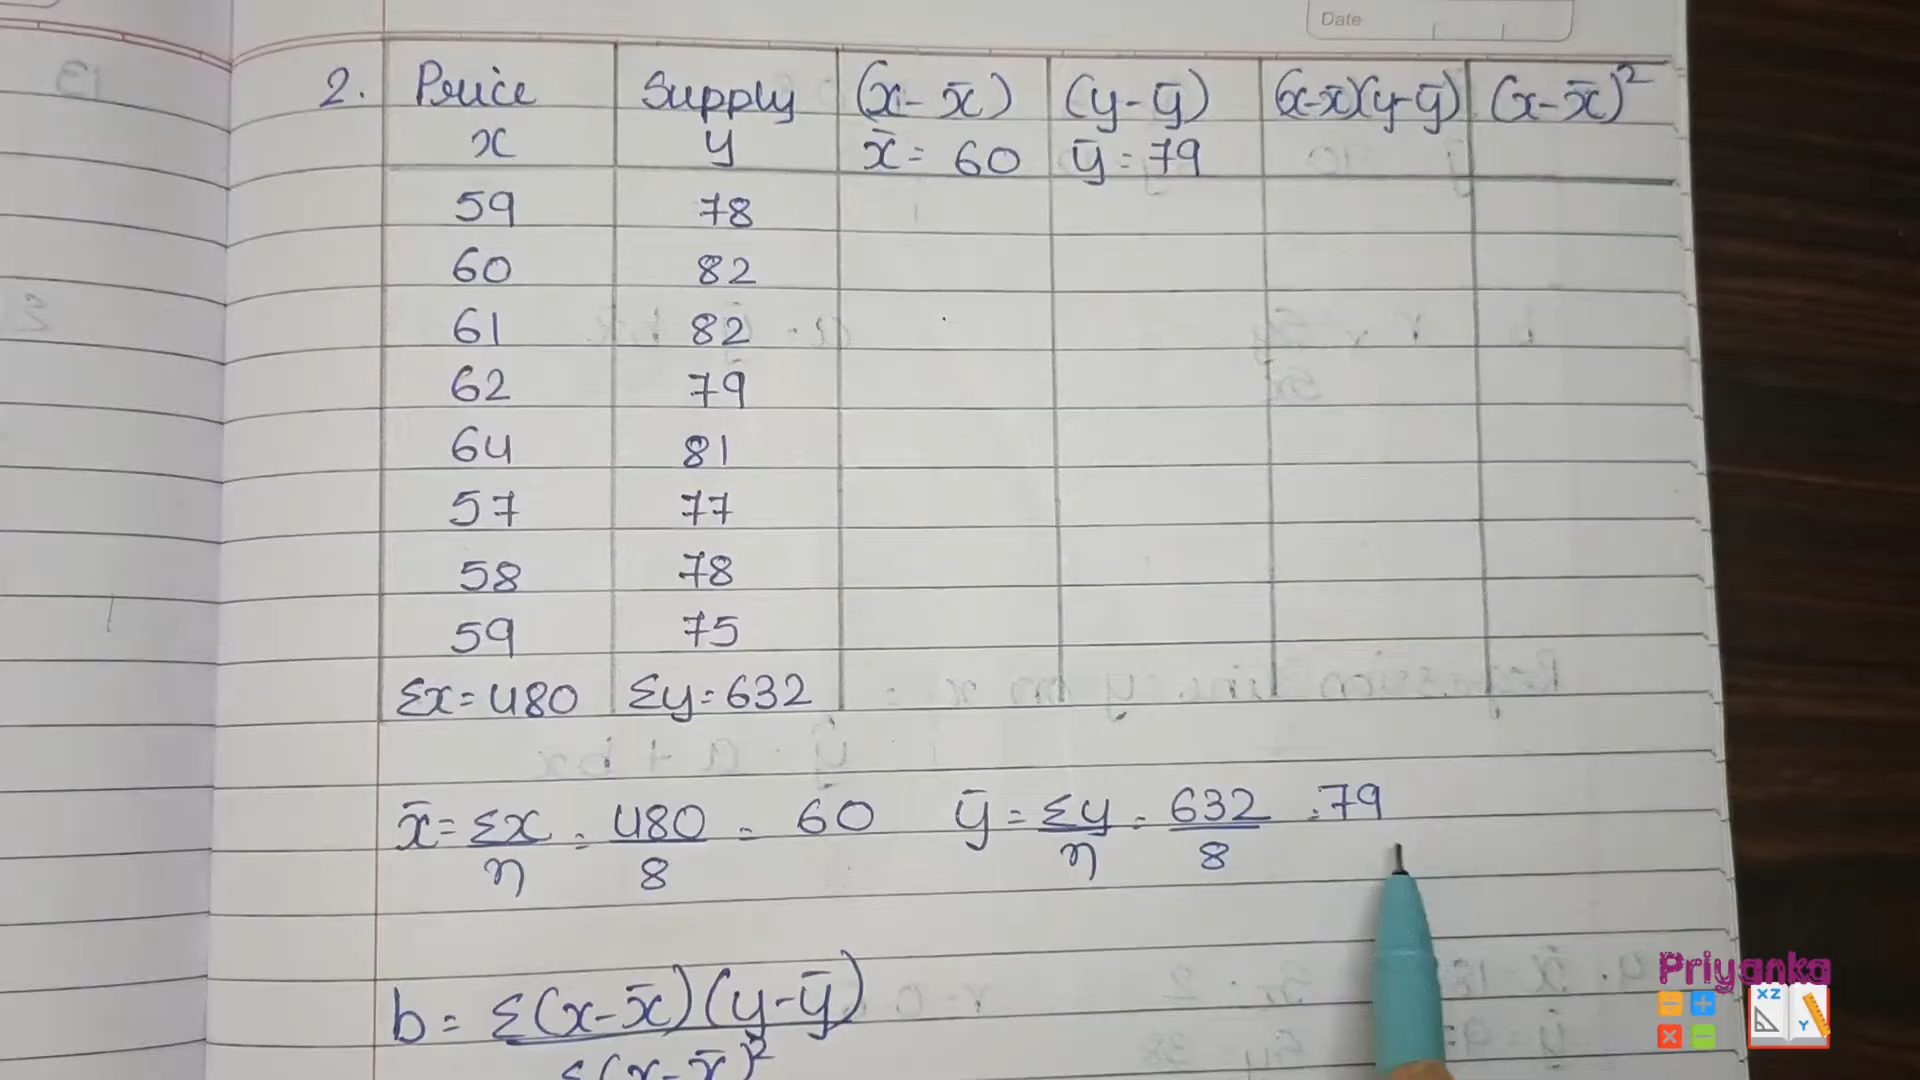 Date
2. Price Supply (x - x̄) (y - ȳ) (x-x̄)(y-ȳ) (x-x̄)²
x y x̄ = 60 ȳ = 79
59 78
60 82
61 82
62 79
64 81
57 77
58 78
59 75
Σx = 480 Σy = 632
x̄ = Σx/n = 480/8 = 60 ȳ = Σy/n = 632/8 = 79
b = Σ(x-x̄)(y-ȳ)
Σ(x-x̄)²
Priyanka
XZ
Y